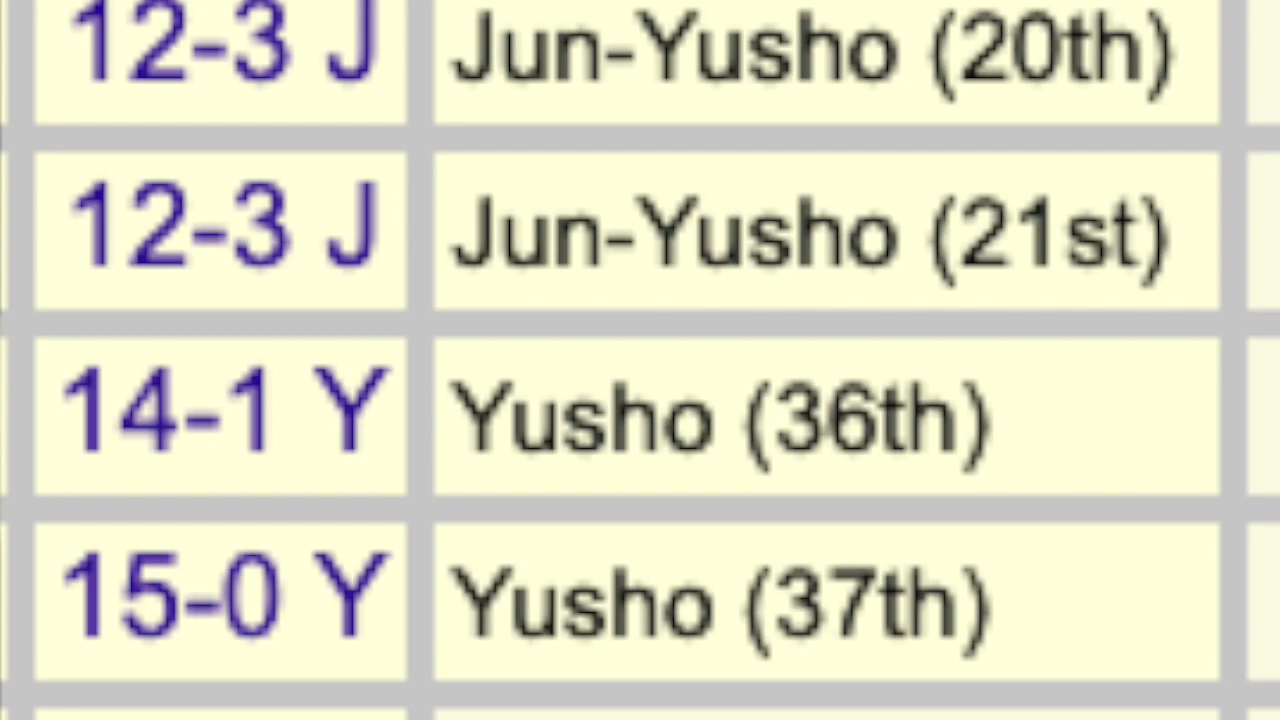 12-3 J Jun-Yusho (20th)
12-3 J Jun-Yusho (21st)
14-1 Y Yusho (36th)
15-0 Y Yusho (37th)